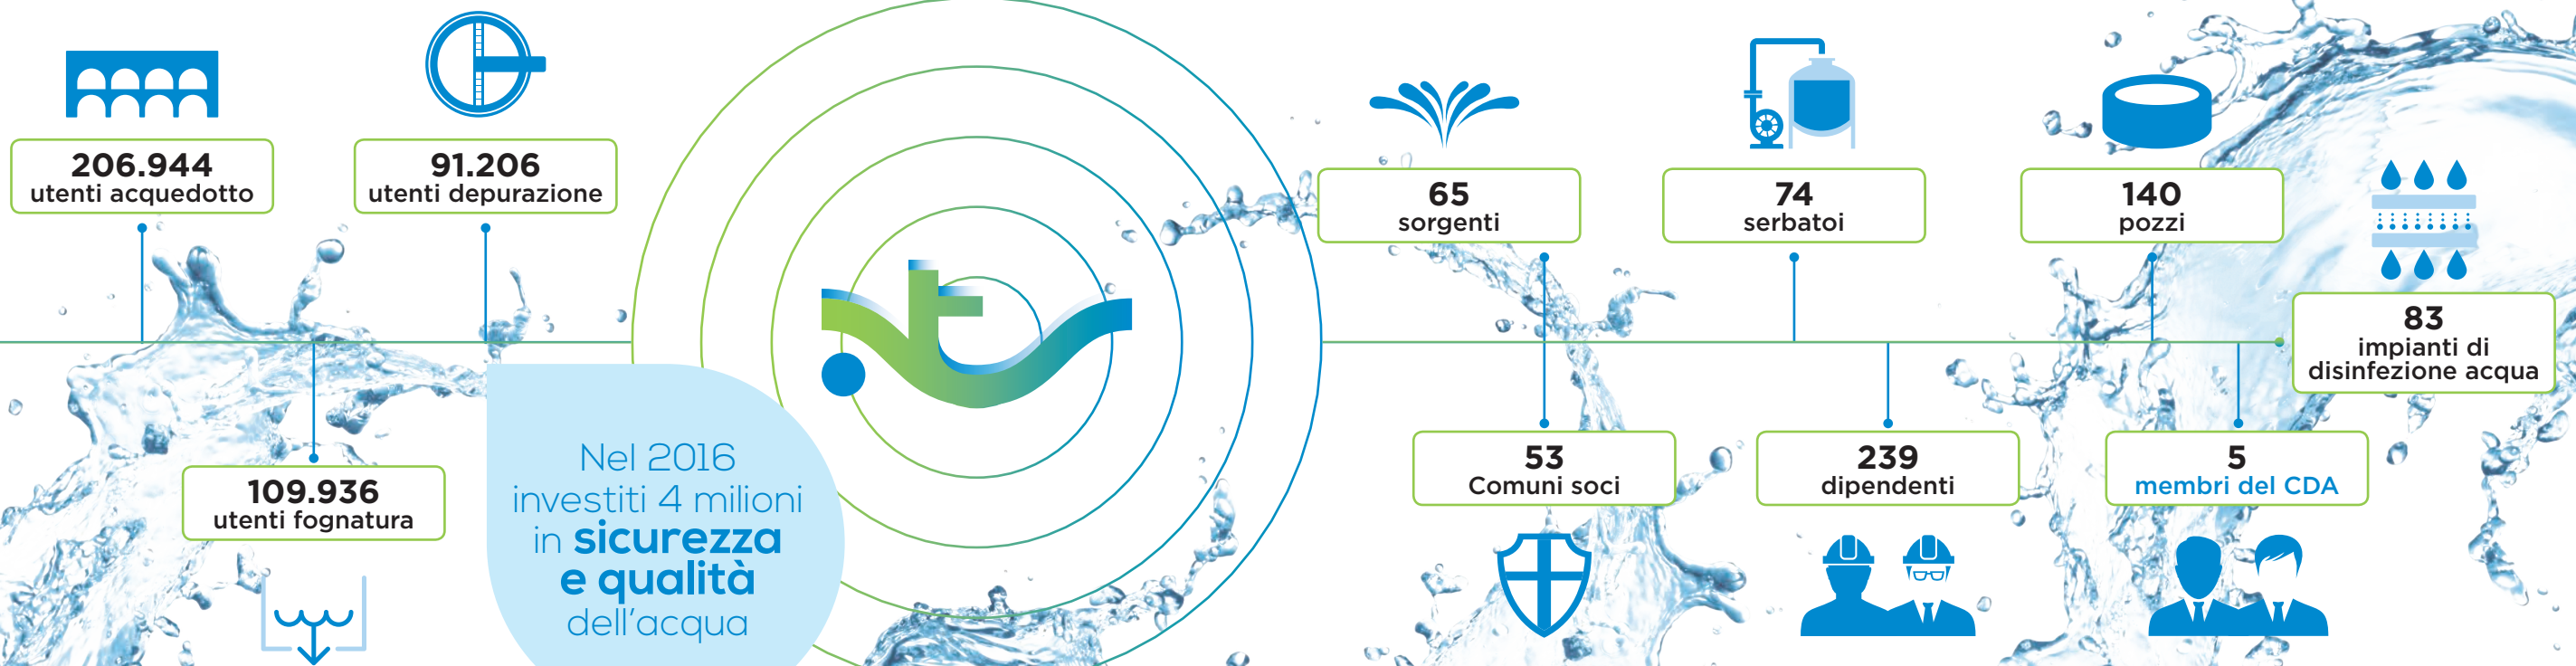 206.944
utenti acquedotto
91.206
utenti depurazione
109.936
utenti fognatura
Nel 2016
investiti 4 milioni
in sicurezza
e qualità
dell'acqua
65
sorgenti
74
serbatoi
140
pozzi
83
impianti di
disinfezione acqua
53
Comuni soci
239
dipendenti
5
membri del CDA